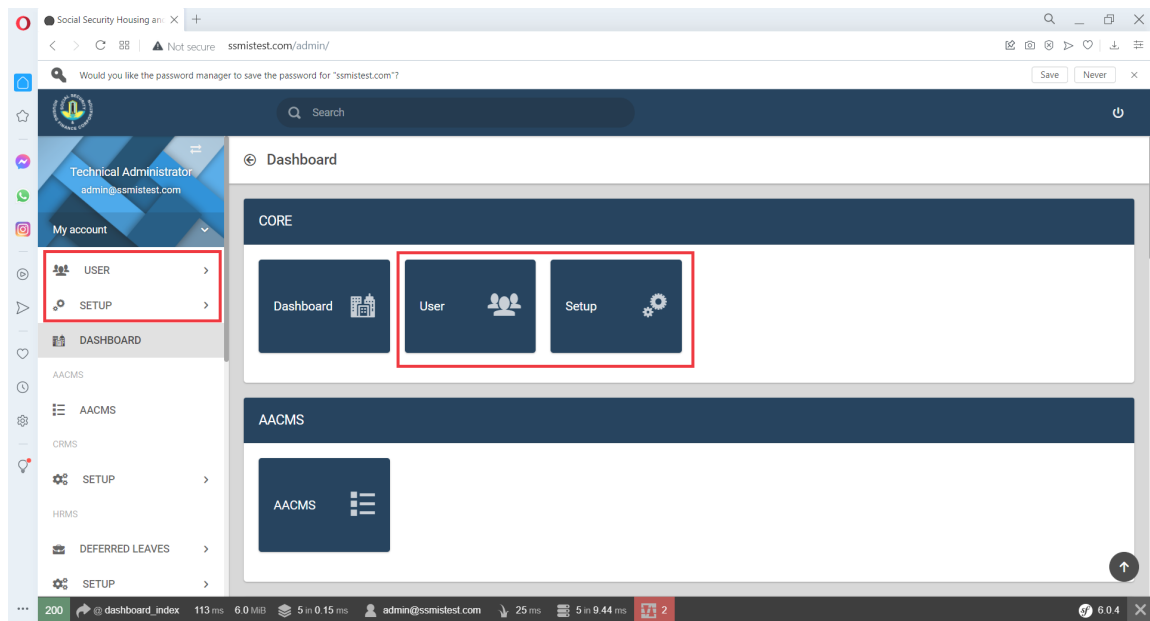 Social Security Housing an
Not secure ssmistest.com/admin/
Would you like the password manager to save the password for "ssmistest.com"?
Save Never
Search
Technical Administrator
admin@ssmistest.com
My account
USER
SETUP
DASHBOARD
AACMS
AACMS
CRMS
SETUP
HRMS
DEFERRED LEAVES
SETUP
Dashboard
CORE
Dashboard User Setup
AACMS
AACMS
200 @ dashboard_index 113 ms 6.0 MiB 5 in 0.15 ms admin@ssmistest.com 25 ms 5 in 9.44 ms 2 6.0.4